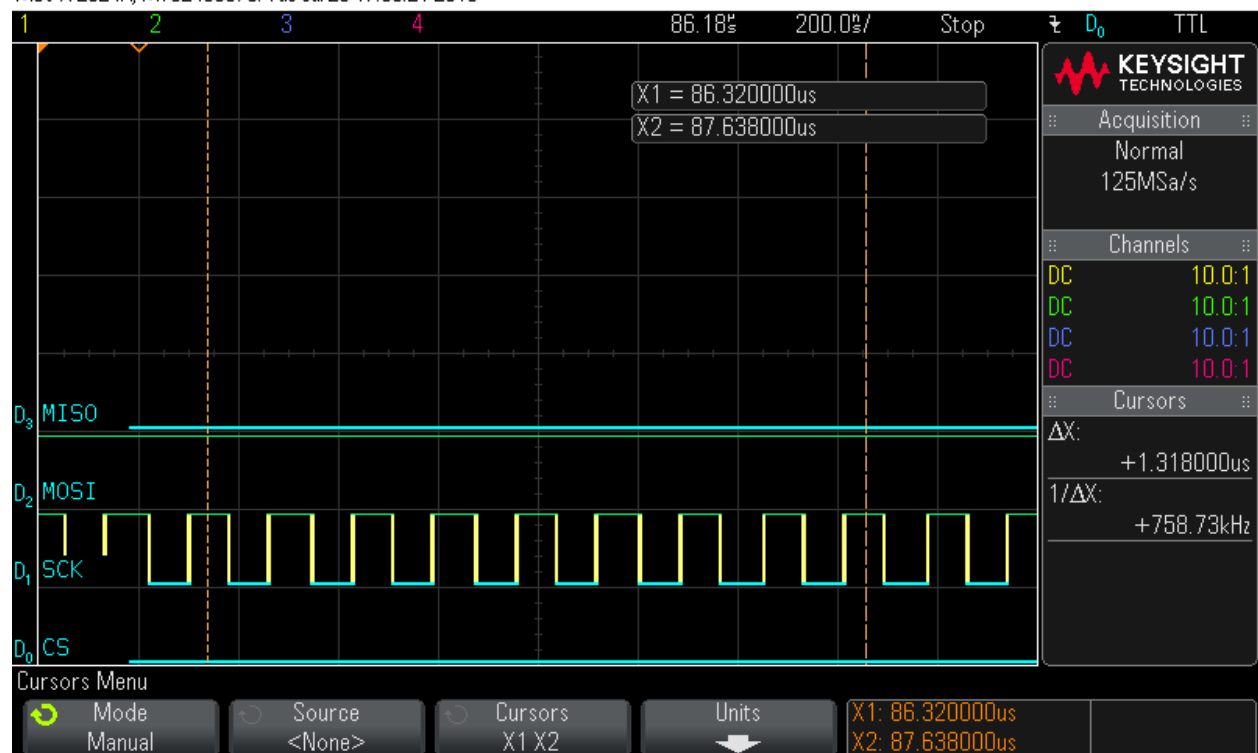 1 2 3 4 86.18us 200.0ns/ Stop D0 TTL
X1 = 86.320000us
X2 = 87.638000us
KEYSIGHT
TECHNOLOGIES
Acquisition
Normal
125MSa/s
Channels
DC 10.0:1
DC 10.0:1
DC 10.0:1
DC 10.0:1
Cursors
ΔX:
+1.318000us
1/ΔX:
+758.73kHz
D3 MISO
D2 MOSI
D1 SCK
D0 CS
Cursors Menu
Mode
Manual
Source
<None>
Cursors
X1 X2
Units
X1: 86.320000us
X2: 87.638000us